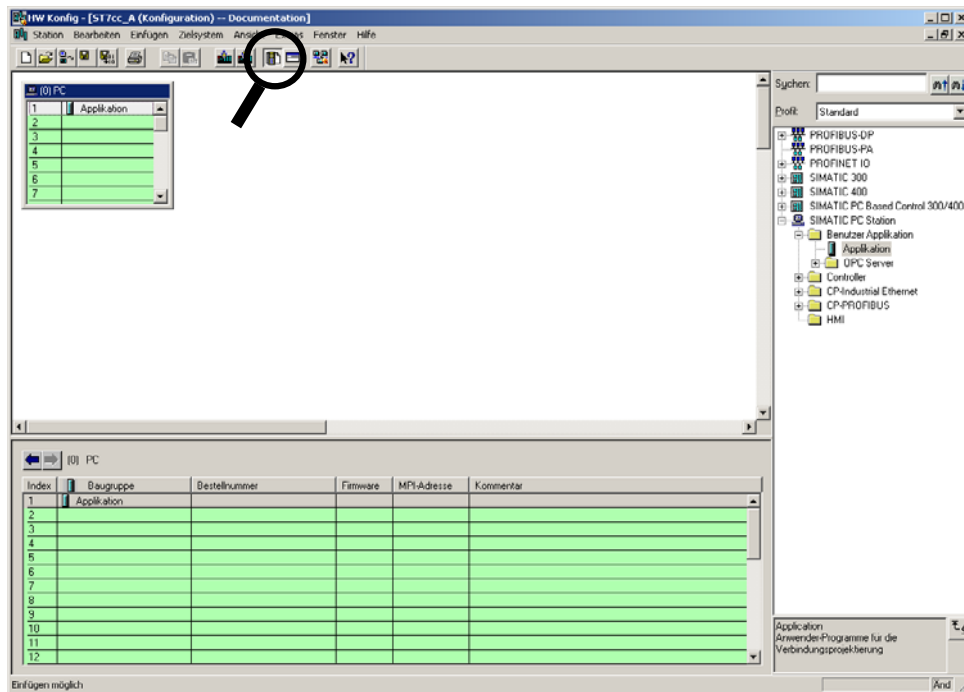 HW Konfig - [ST7cc_A (Konfiguration) -- Documentation]
Station Bearbeiten Einfügen Zielsystem Fenster Hilfe
(0) PC
1 Applikation
2
3
4
5
6
7
Suchen:
Profil: Standard
PROFIBUS-DP
PROFIBUS-PA
PROFINET IO
SIMATIC 300
SIMATIC 400
SIMATIC PC Based Control 300/400
SIMATIC PC Station
Benutzer Applikation
Applikation
OPC Server
Controller
CP-Industrial Ethernet
CP-PROFIBUS
HMI
(0) PC
Index Baugruppe Bestellnummer Firmware MPI-Adresse Kommentar
1 Applikation
2
3
4
5
6
7
8
9
10
11
12
Application
Anwender-Programme für die
Verbindungsprojektierung
Einfügen möglich Änd